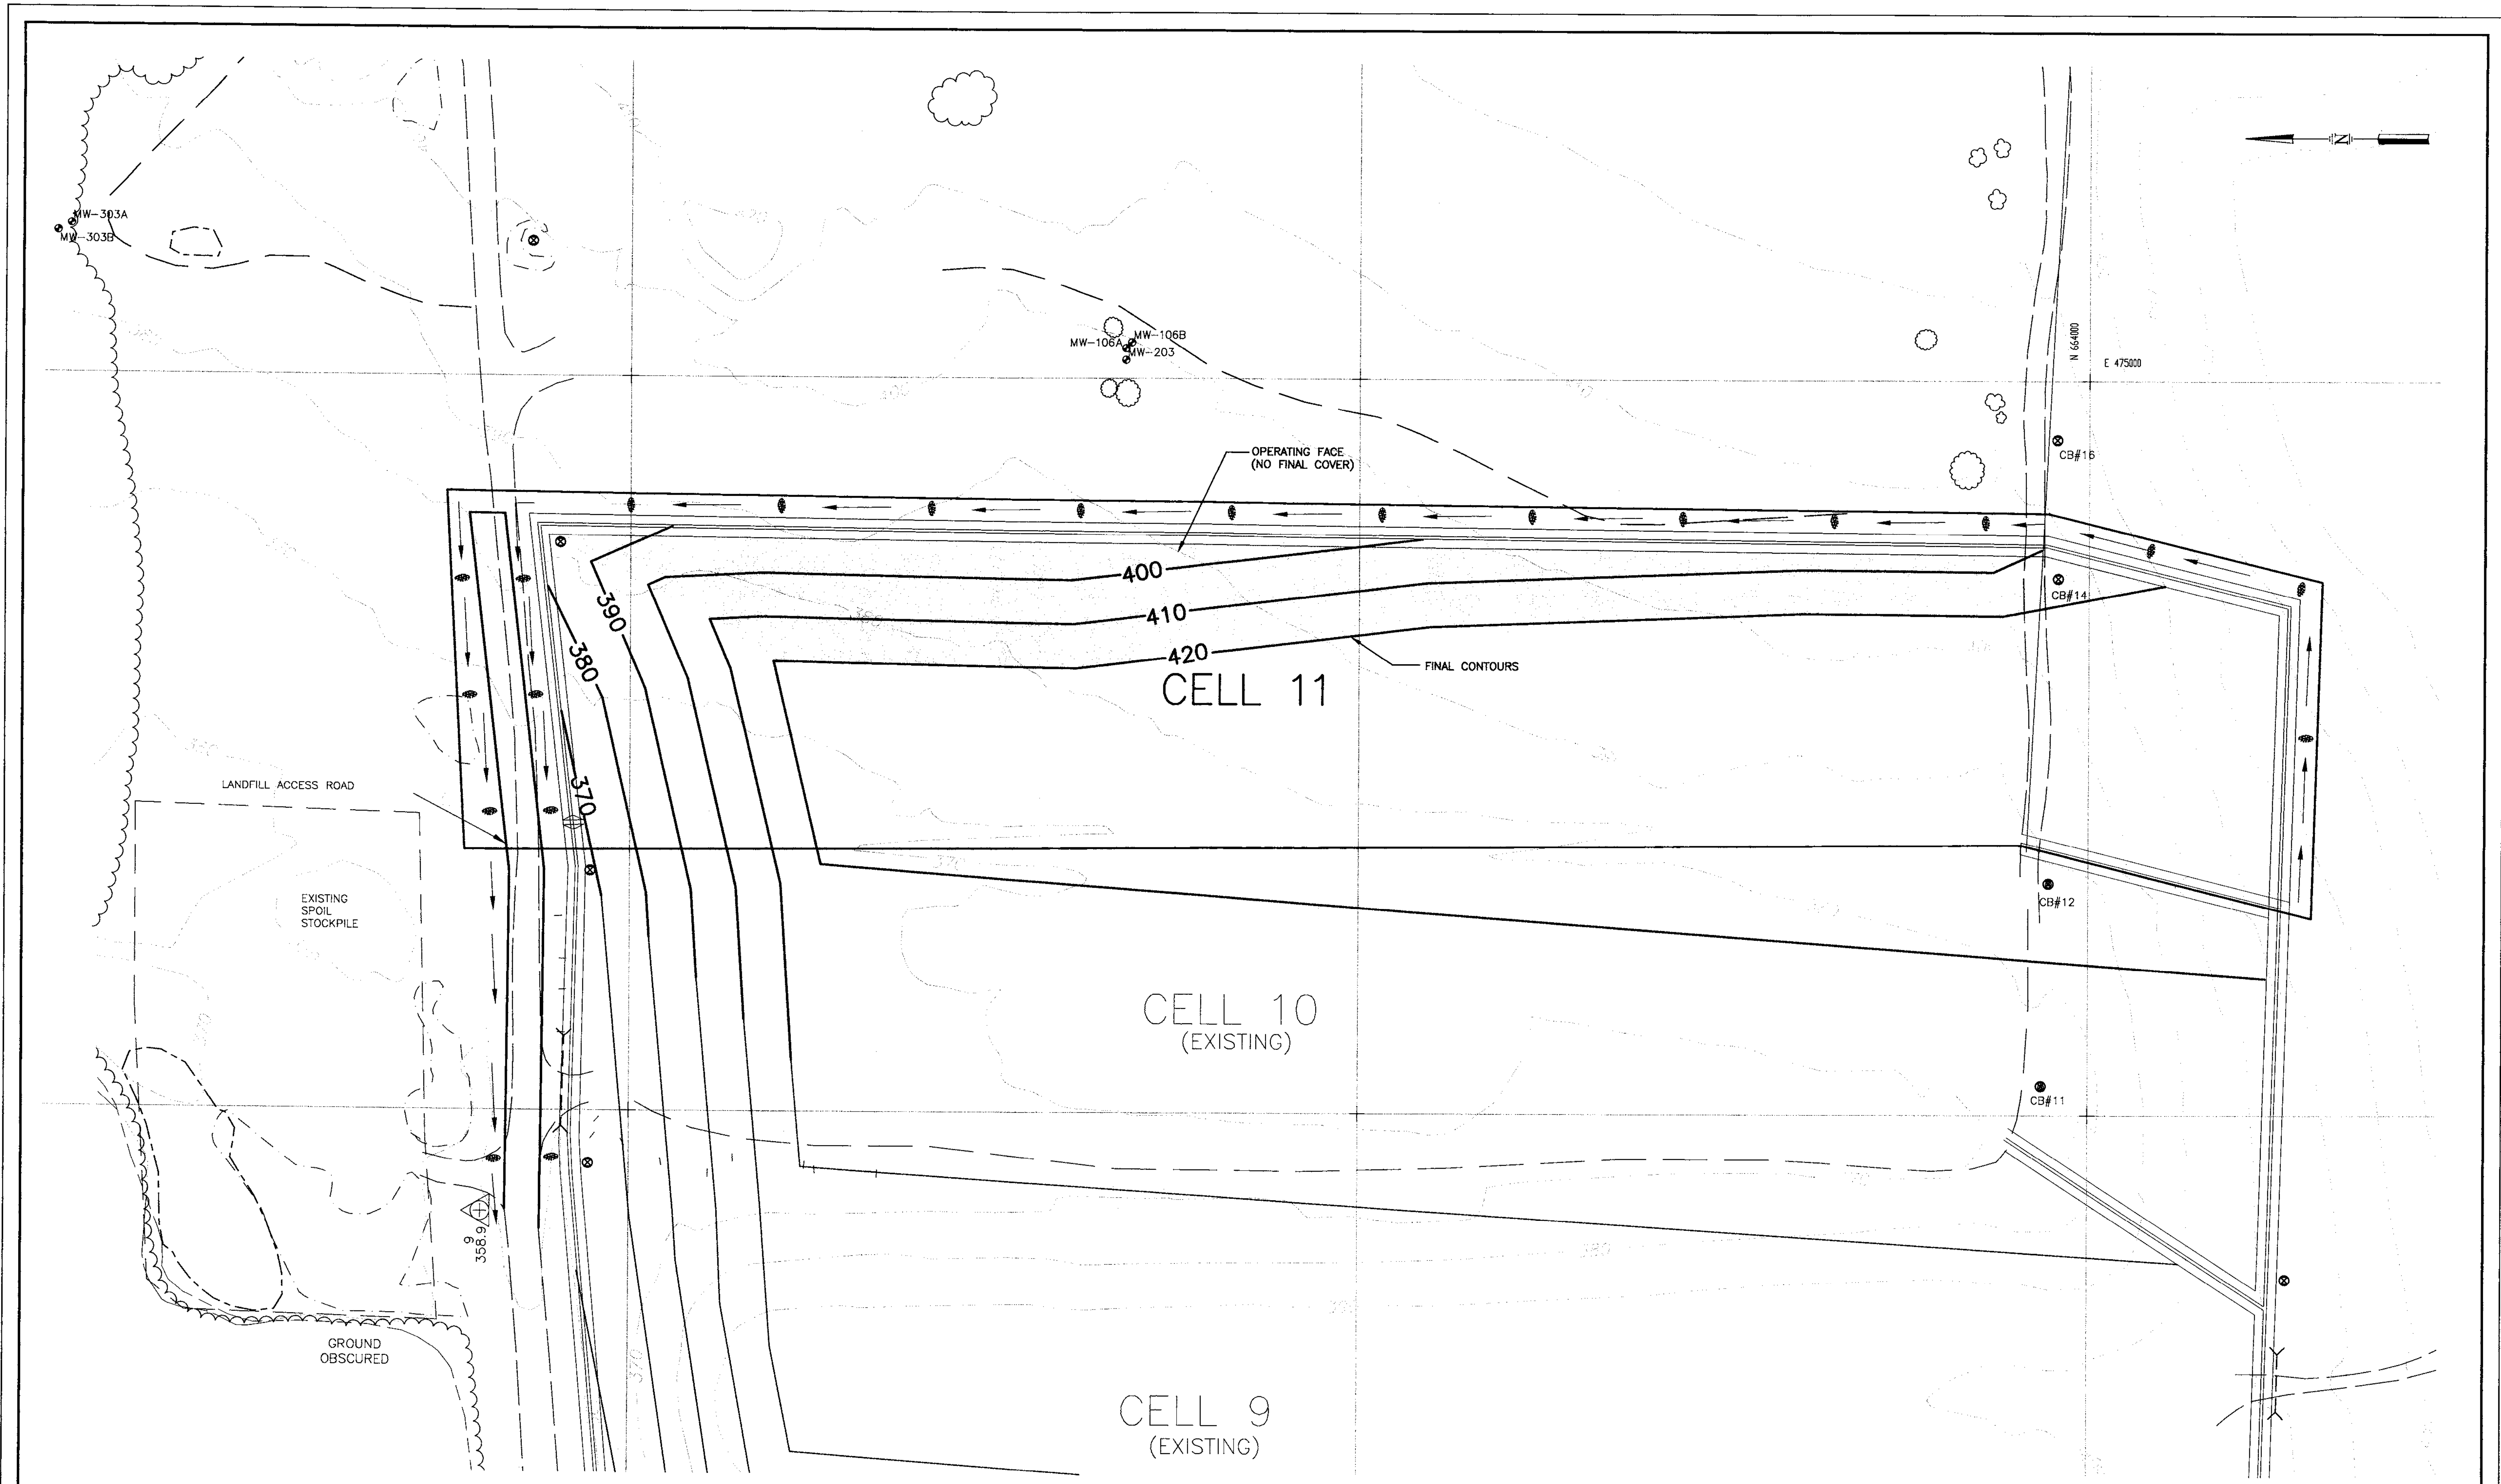 N
MW-303A
MW-303B
MW-106B
MW-106A
MW-203
N 664000
E 475000
CB#16
OPERATING FACE
(NO FINAL COVER)
400
390
CB#14
410
380
420
FINAL CONTOURS
CELL 11
370
LANDFILL ACCESS ROAD
EXISTING
SPOIL
STOCKPILE
CB#12
CELL 10
(EXISTING)
CB#11
9
358.9
380
GROUND
OBSCURED
370
CELL 9
(EXISTING)